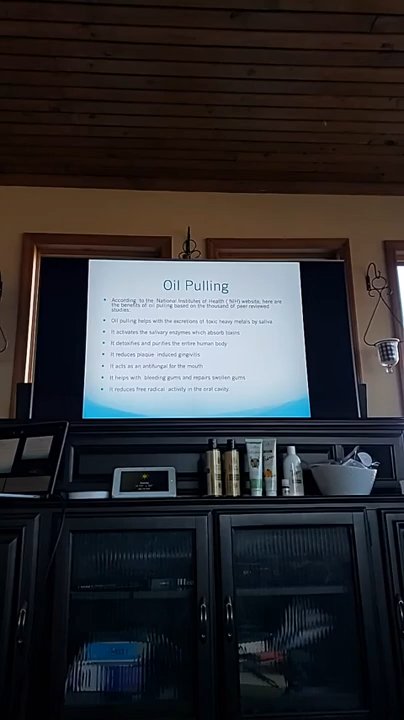 Oil Pulling
According to the National Institutes of Health ( NIH) website, here are
the benefits of oil pulling based on the thousand of peer reviewed
studies.
Oil pulling helps with the excretions of toxic heavy metals by saliva
It activates the salivary enzymes which absorb toxins
It detoxifies and purifies the entire human body
It reduces plaque induced gingivitis
It acts as an antifungal for the mouth
It helps with bleeding gums and repairs swollen gums
It reduces free radical activity in the oral cavity.